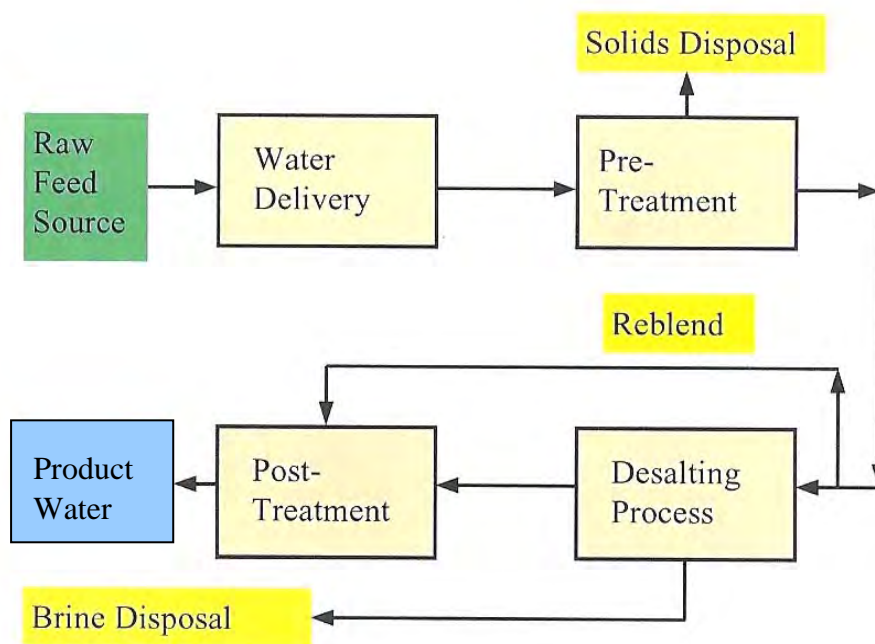 Solids Disposal
Raw
Feed
Source
Water
Delivery
Pre-
Treatment
Reblend
Product
Water
Post-
Treatment
Desalting
Process
Brine Disposal